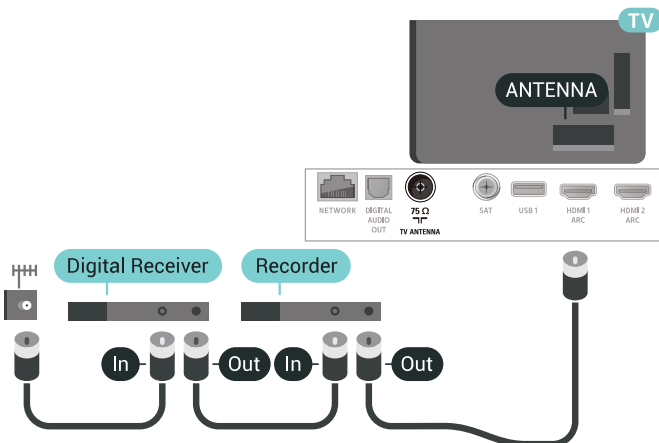 TV
ANTENNA
NETWORK
DIGITAL
AUDIO
OUT
75 Ω
TV ANTENNA
SAT
USB 1
HDMI 1
ARC
HDMI 2
ARC
Digital Receiver
Recorder
In
Out
In
Out